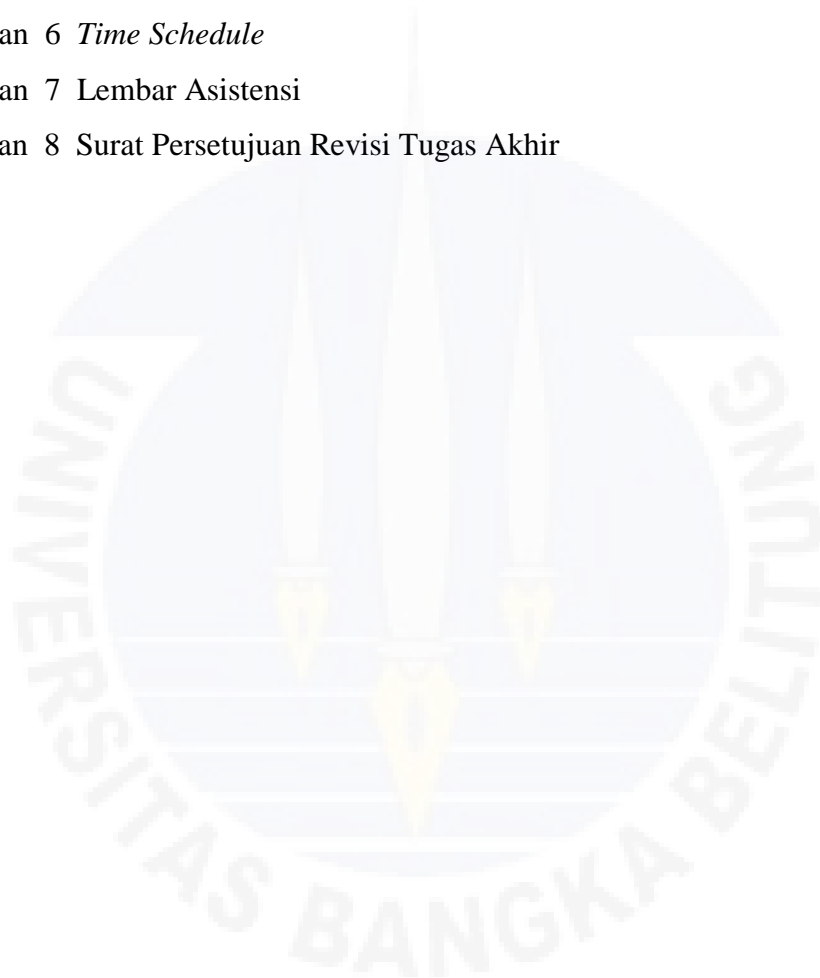 an 6 Time Schedule
an 7 Lembar Asistensi
an 8 Surat Persetujuan Revisi Tugas Akhir
UNIVERSITAS BANGKA BELITUNG